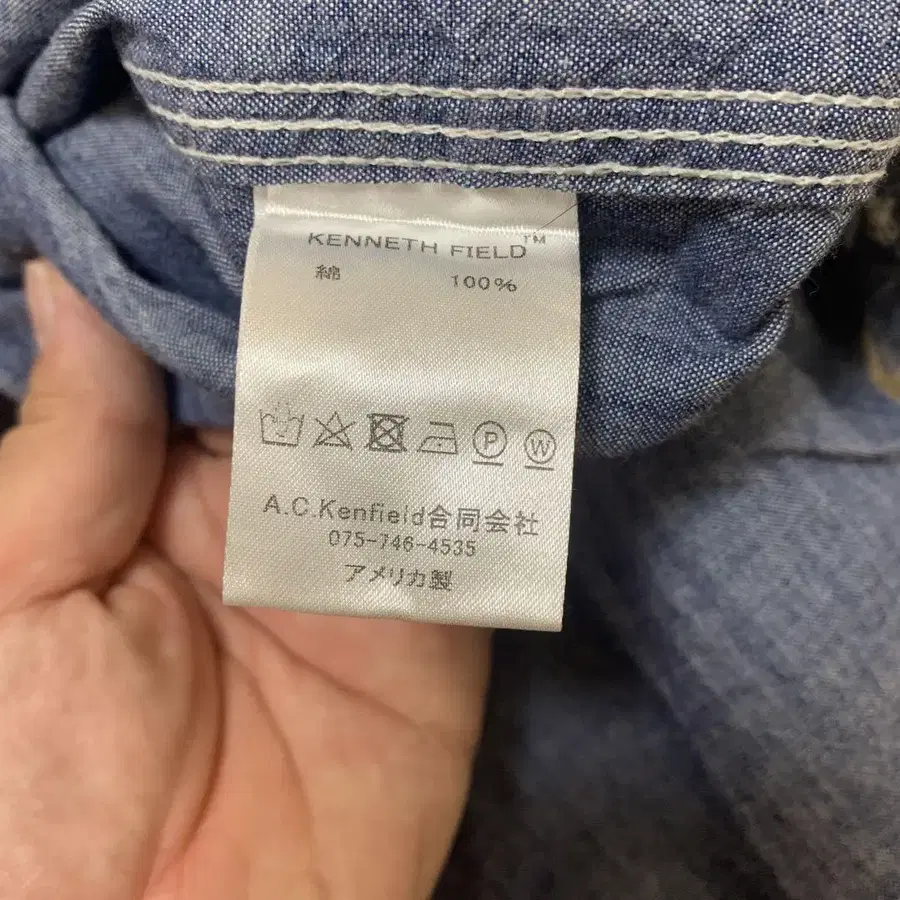 KENNETH FIELD™
綿 100%
P W
A.C.Kenfield合同会社
075-746-4535
アメリカ製